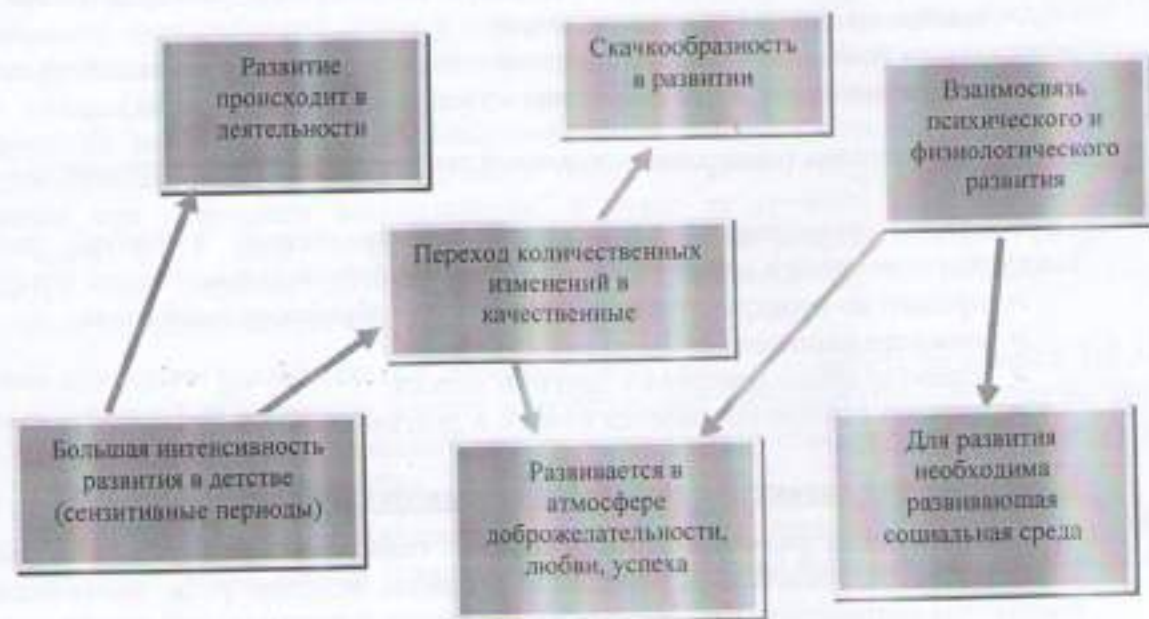 Развитие
происходит в
деятельности
Скачкообразность
в развитии
Взаимосвязь
психического и
физиологического
развития
Переход количественных
изменений в
качественные
Большая интенсивность
развития в детстве
(сензитивные периоды)
Развивается в
атмосфере
доброжелательности,
любви, успеха
Для развития
необходима
развивающая
социальная среда